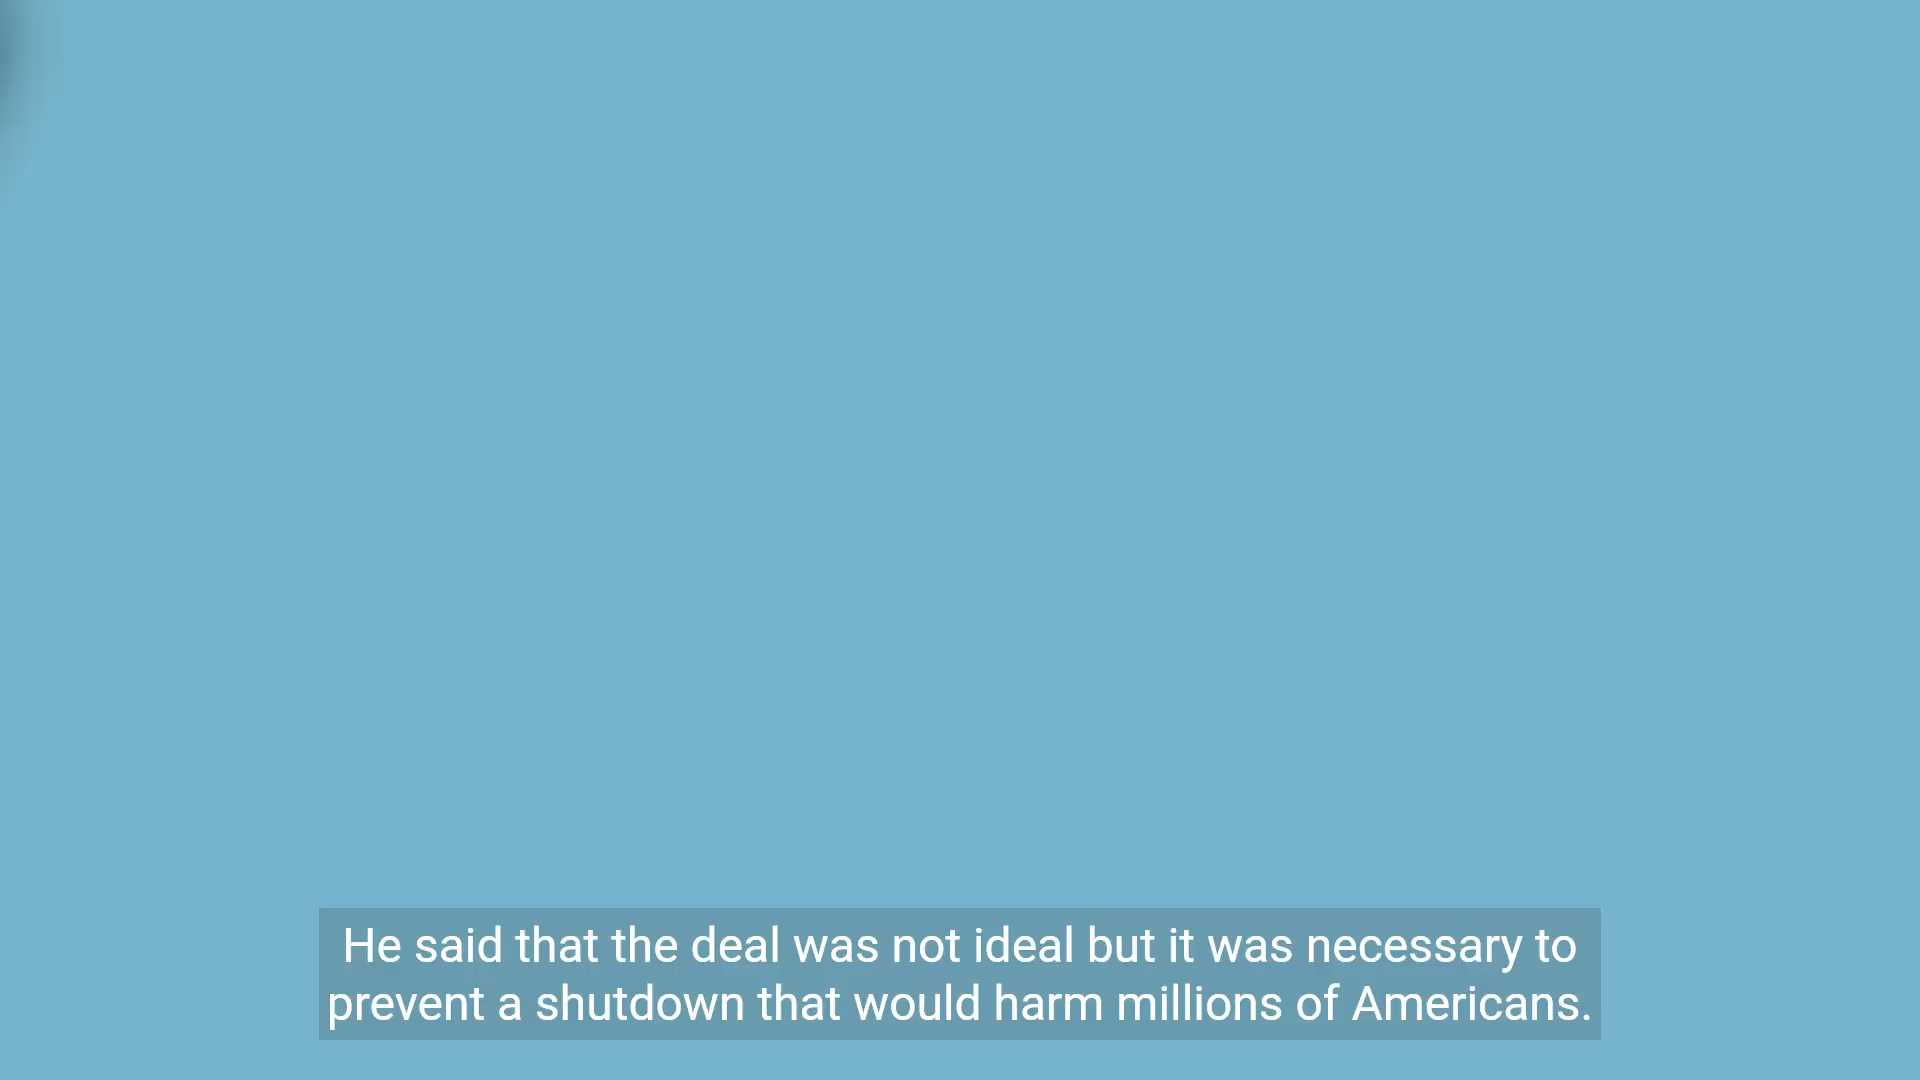 He said that the deal was not ideal but it was necessary to
prevent a shutdown that would harm millions of Americans.